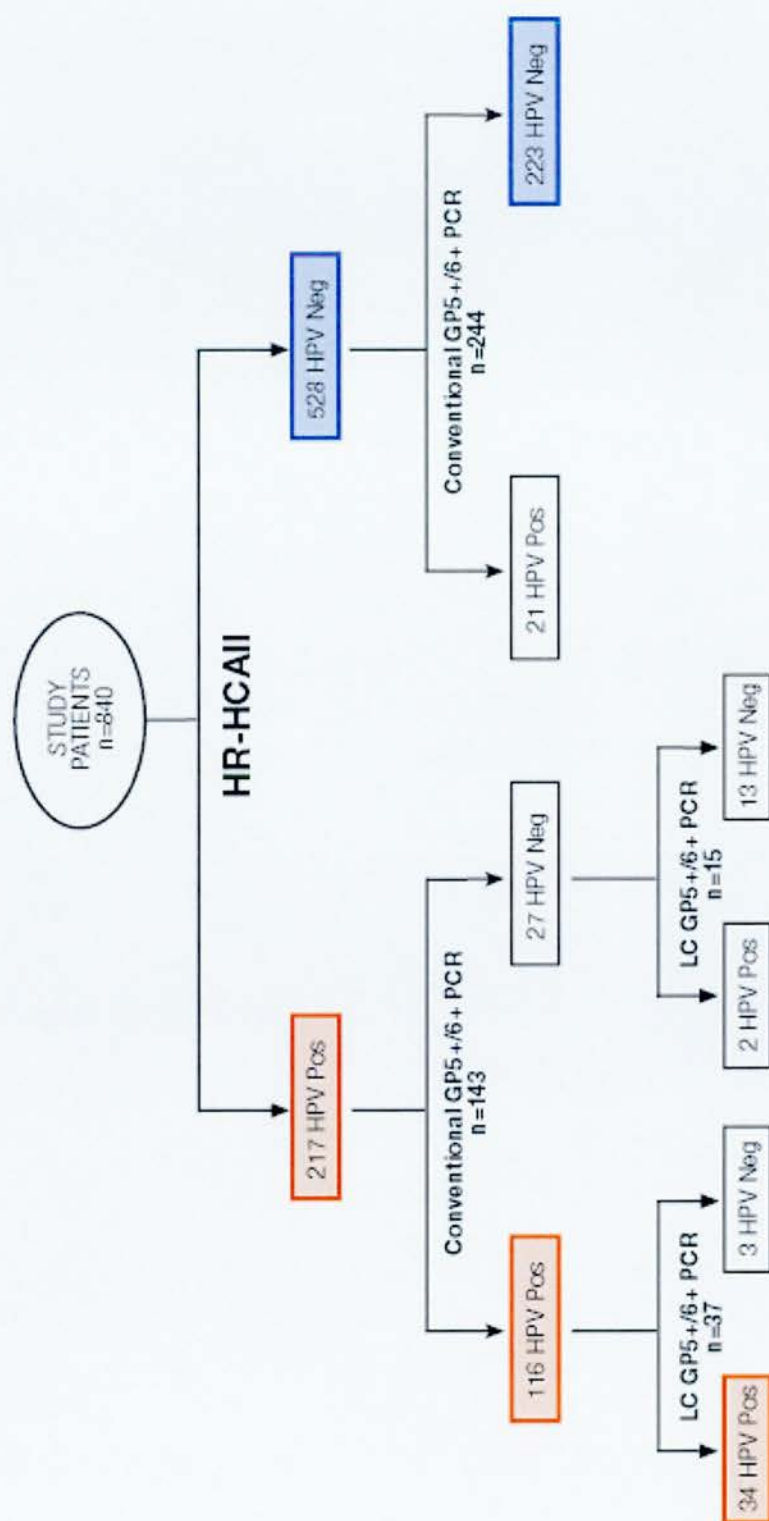 STUDY
PATIENTS
n=840
HR-HCAII
217 HPV Pos
528 HPV Neg
Conventional GP5+/6+ PCR
n=143
Conventional GP5+/6+ PCR
n=244
116 HPV Pos
27 HPV Neg
21 HPV Pos
223 HPV Neg
LC GP5+/6+ PCR
n=37
LC GP5+/6+ PCR
n=15
34 HPV Pos
3 HPV Neg
2 HPV Pos
13 HPV Neg